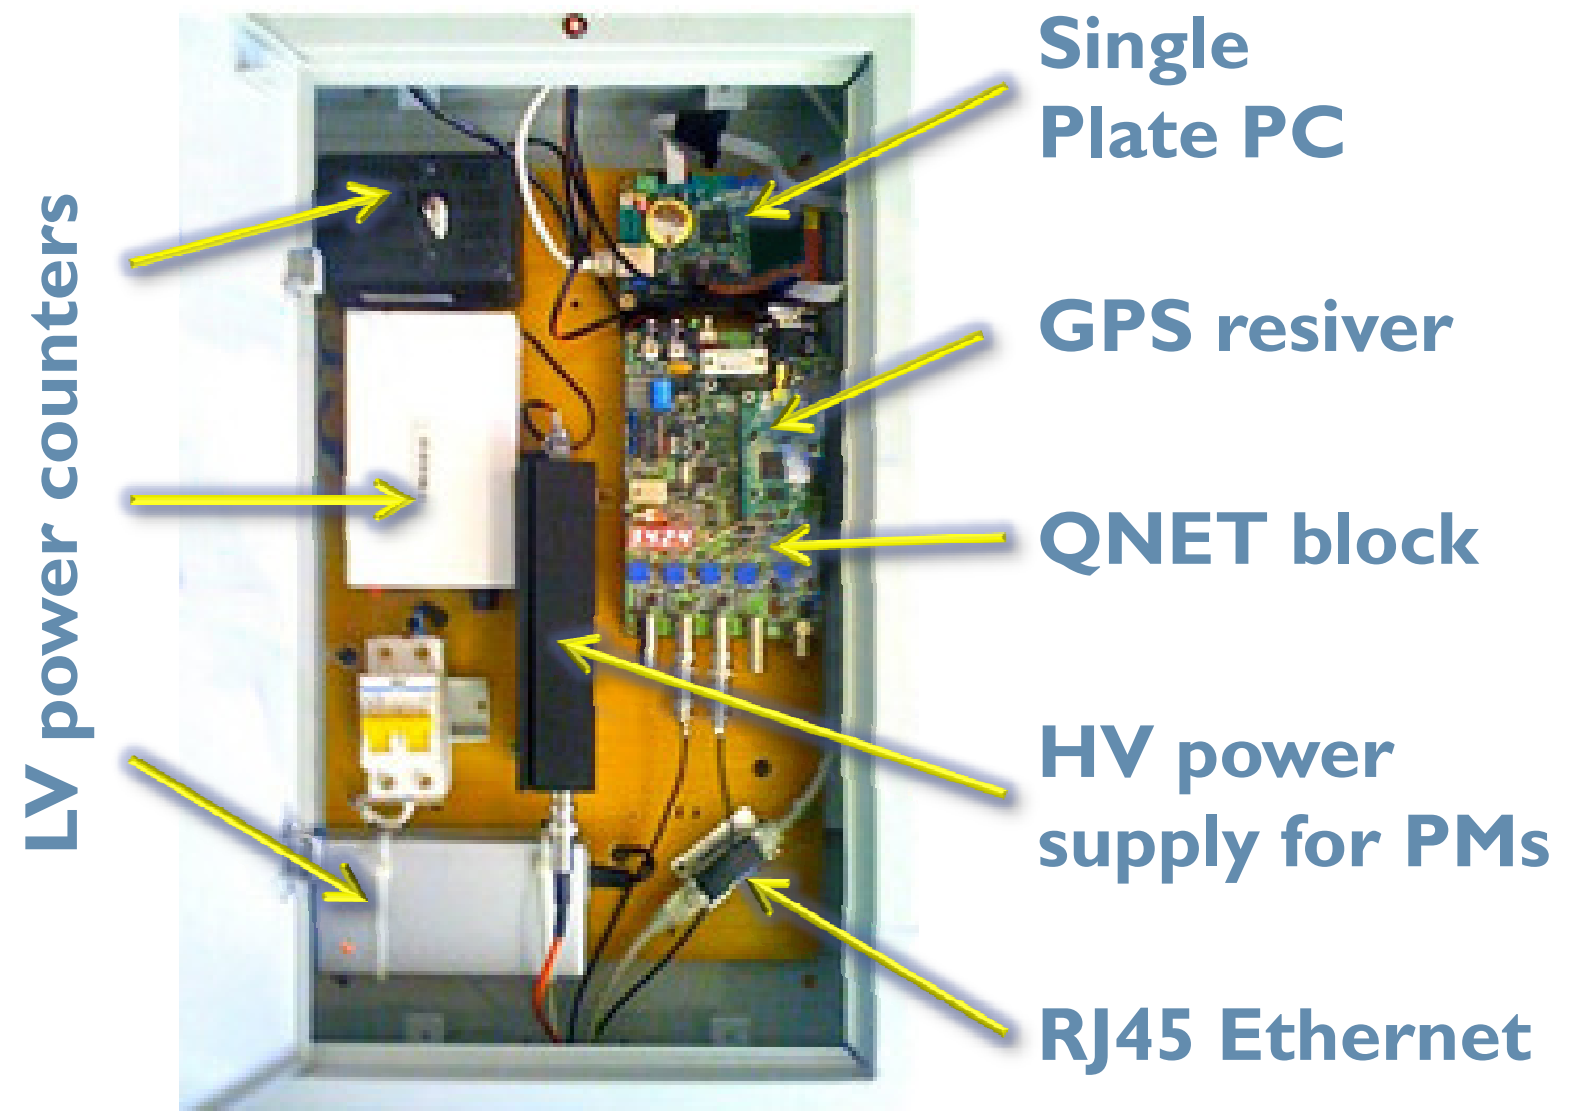 LV power counters
Single
Plate PC
GPS resiver
QNET block
HV power
supply for PMs
RJ45 Ethernet